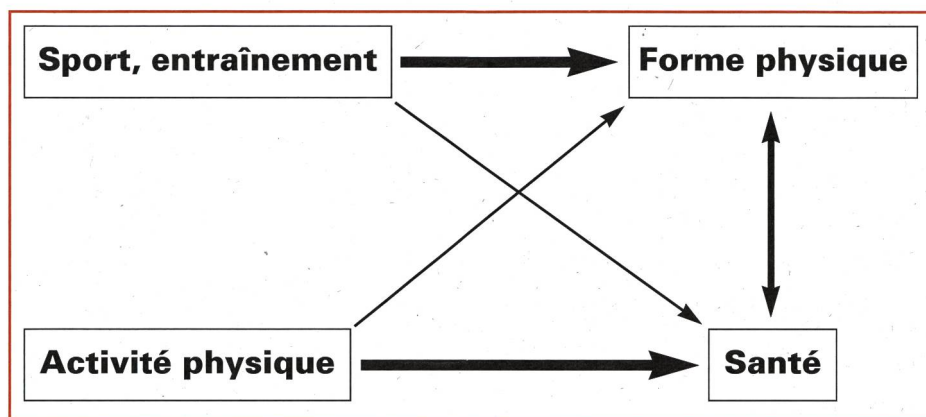 Sport, entraînement
Forme physique
Activité physique
Santé